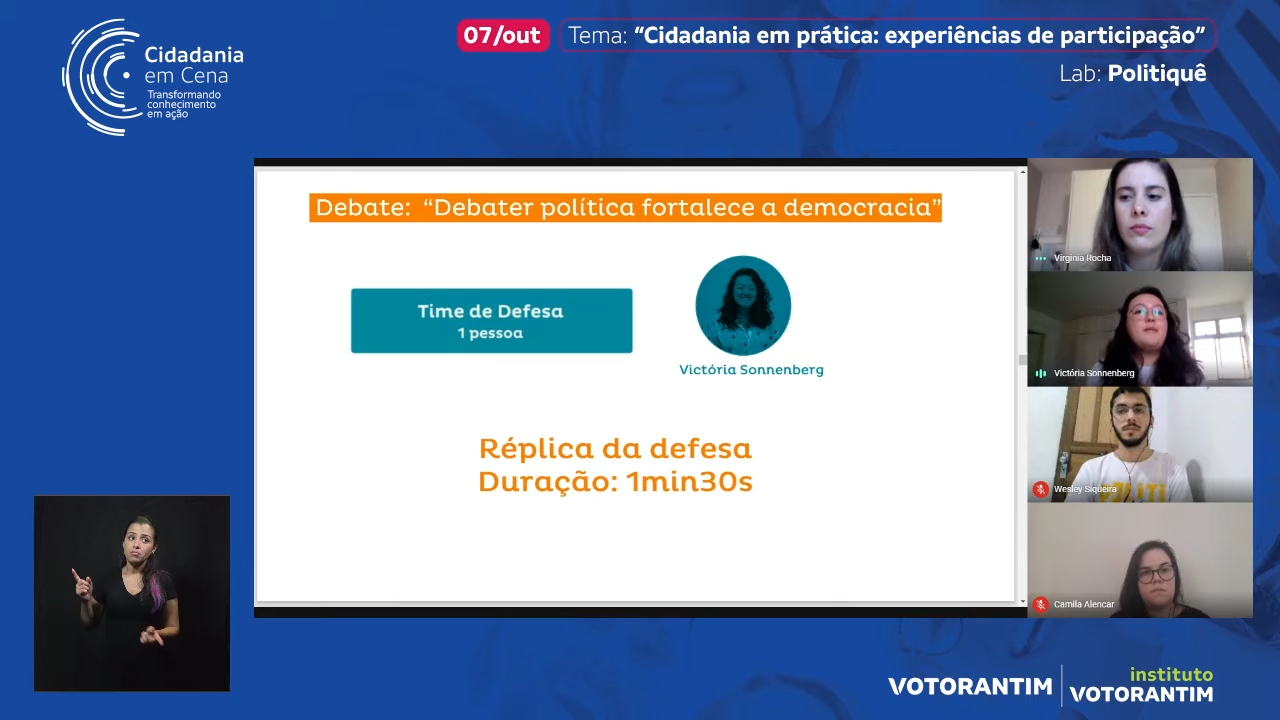 Cidadania
em Cena
Transformando
conhecimento
em ação
07/out
Tema: “Cidadania em prática: experiências de participação”
Lab: Politiquê
Debate: “Debater política fortalece a democracia”
Time de Defesa
1 pessoa
Victória Sonnenberg
Réplica da defesa
Duração: 1min30s
Virgínia Rocha
Victória Sonnenberg
Wesley Siqueira
Camila Alencar
VOTORANTIM
instituto
VOTORANTIM